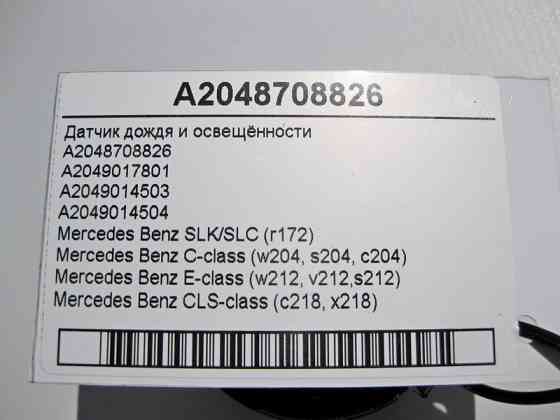 A2048708826
Датчик дождя и освещённости
A2048708826
A2049017801
A2049014503
A2049014504
Mercedes Benz SLK/SLC (r172)
Mercedes Benz C-class (w204, s204, c204)
Mercedes Benz E-class (w212, v212,s212)
Mercedes Benz CLS-class (c218, x218)